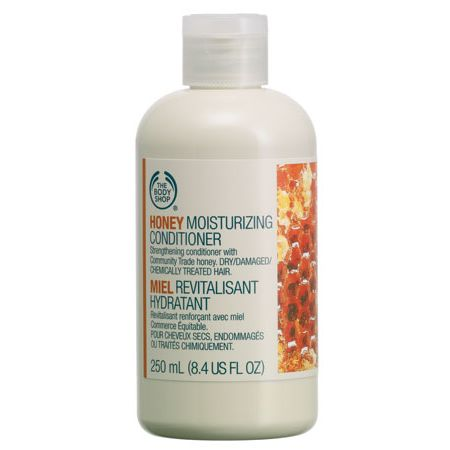 THE
BODY
SHOP®
HONEY MOISTURIZING
CONDITIONER
Strengthening conditioner with
Community Trade honey. DRY/DAMAGED/
CHEMICALLY TREATED HAIR.
MIEL REVITALISANT
HYDRATANT
Revitalisant renforçant avec miel
Commerce Équitable.
POUR CHEVEUX SECS, ENDOMMAGÉS
OU TRAITÉS CHIMIQUEMENT.
250 mL (8.4 US FL OZ)